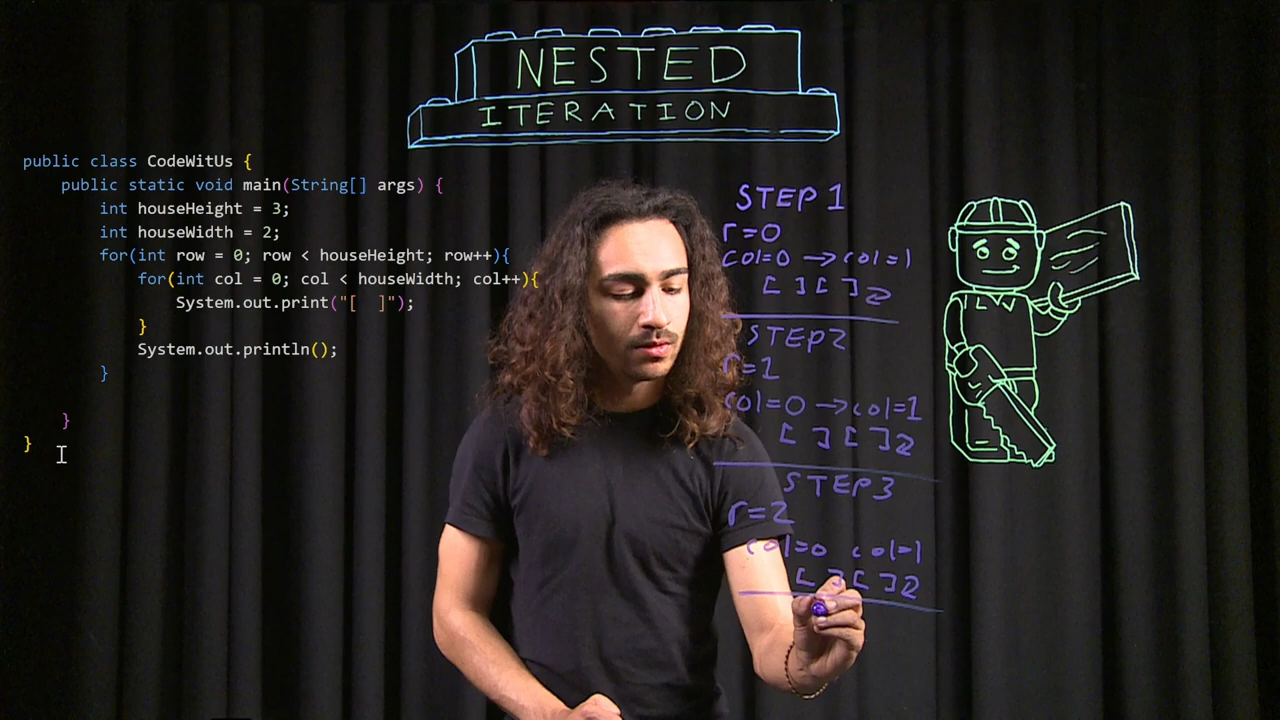 NESTED
ITERATION
public class CodeWitUs {
    public static void main(String[] args) {
        int houseHeight = 3;
        int houseWidth = 2;
        for(int row = 0; row < houseHeight; row++){
            for(int col = 0; col < houseWidth; col++){
                System.out.print("[  ]");
            }
            System.out.println();
        }
    }
}
STEP 1
r=0
col=0 → col=1
[ ][ ]2
STEP2
r=1
col=0 → col=1
[ ][ ]2
STEP3
r=2
col=0 col=1
[ ][ ]2